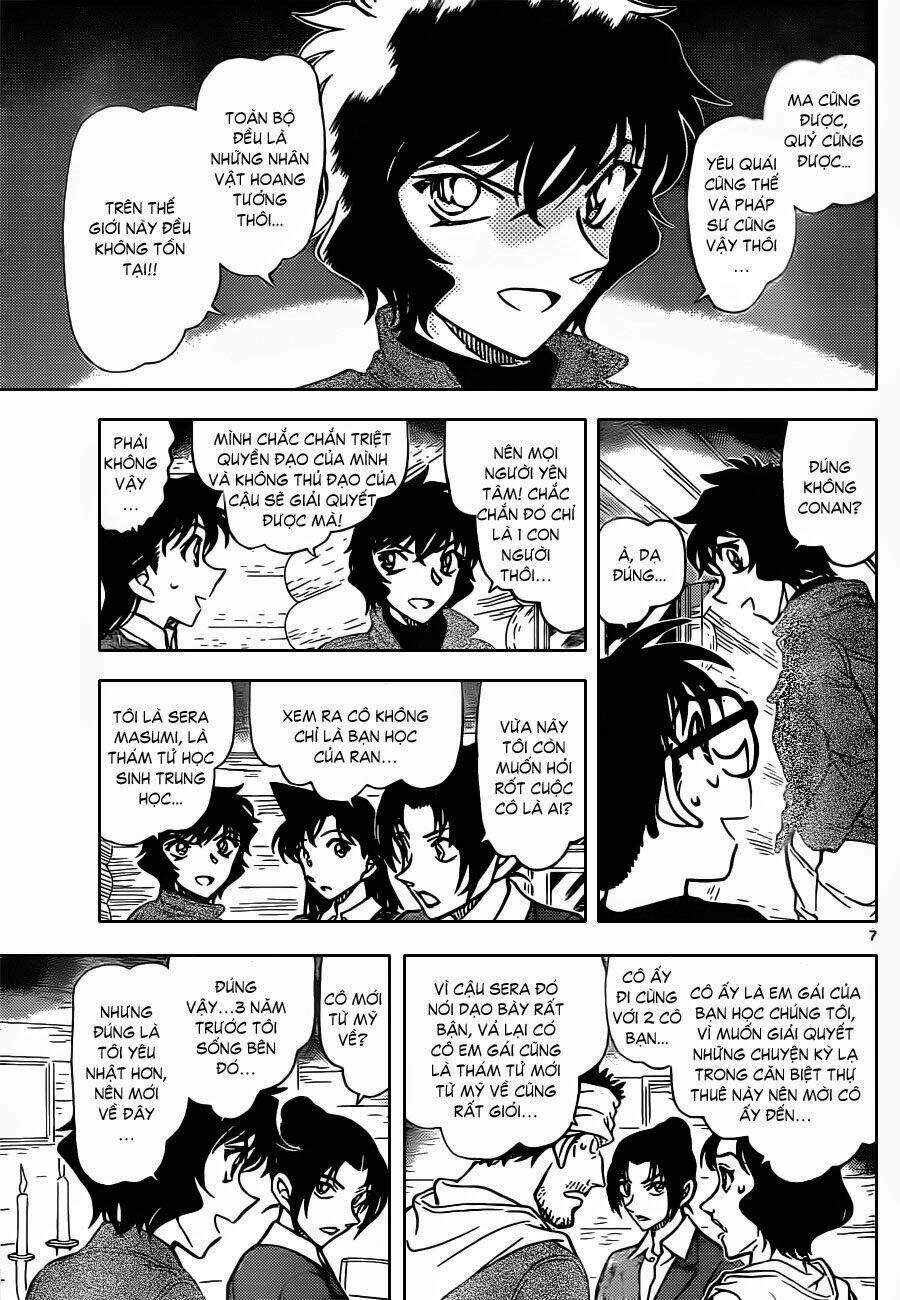 MA CŨNG
ĐƯỢC,
QUỶ CŨNG
ĐƯỢC...
YÊU QUÁI
CŨNG THẾ
VÀ PHÁP
SƯ CŨNG
VẬY THÔI
...
TOÀN BỘ
ĐỀU LÀ
NHỮNG NHÂN
VẬT HOANG
TƯỞNG
THÔI...
TRÊN THẾ
GIỚI NÀY ĐỀU
KHÔNG TỒN
TẠI!!
ĐÚNG
KHÔNG
CONAN?
À, DẠ
ĐÚNG...
NÊN MỌI
NGƯỜI YÊN
TÂM! CHẮC
CHẮN ĐÓ CHỈ
LÀ 1 CON
NGƯỜI
THÔI...
MÌNH CHẮC CHẮN TRIỆT
QUYỀN ĐẠO CỦA MÌNH
VÀ KHÔNG THỦ ĐẠO CỦA
CẬU SẼ GIẢI QUYẾT
ĐƯỢC MÀ!
PHẢI
KHÔNG
VẬY
...
VỪA NÃY
TÔI CÒN
MUỐN HỎI
RỐT CUỘC
CÔ LÀ AI?
XEM RA CÔ KHÔNG
CHỈ LÀ BẠN HỌC
CỦA RAN...
TÔI LÀ SERA
MASUMI, LÀ
THÁM TỬ HỌC
SINH TRUNG
HỌC...
7
CÔ ẤY LÀ EM GÁI CỦA
BẠN HỌC CHÚNG TÔI,
VÌ MUỐN GIẢI QUYẾT
NHỮNG CHUYỆN KỲ LẠ
TRONG CĂN BIỆT THỰ
THUÊ NÀY NÊN MỜI CÔ
ẤY ĐẾN...
CÔ ẤY
ĐI CÙNG
VỚI 2 CÔ
BẠN...
VÌ CẬU SERA ĐÓ
NÓI DẠO BÀY RẤT
BẬN, VẢ LẠI CÓ
CÔ EM GÁI CŨNG
LÀ THÁM TỬ MỚI
TỪ MỸ VỀ CŨNG
RẤT GIỎI...
CÔ MỚI
TỪ MỸ
VỀ?
ĐÚNG
VẬY...3 NĂM
TRƯỚC TÔI
SỐNG BÊN
ĐÓ...
NHƯNG
ĐÚNG LÀ
TÔI YÊU
NHẬT HƠN,
NÊN MỚI
VỀ ĐÂY
...